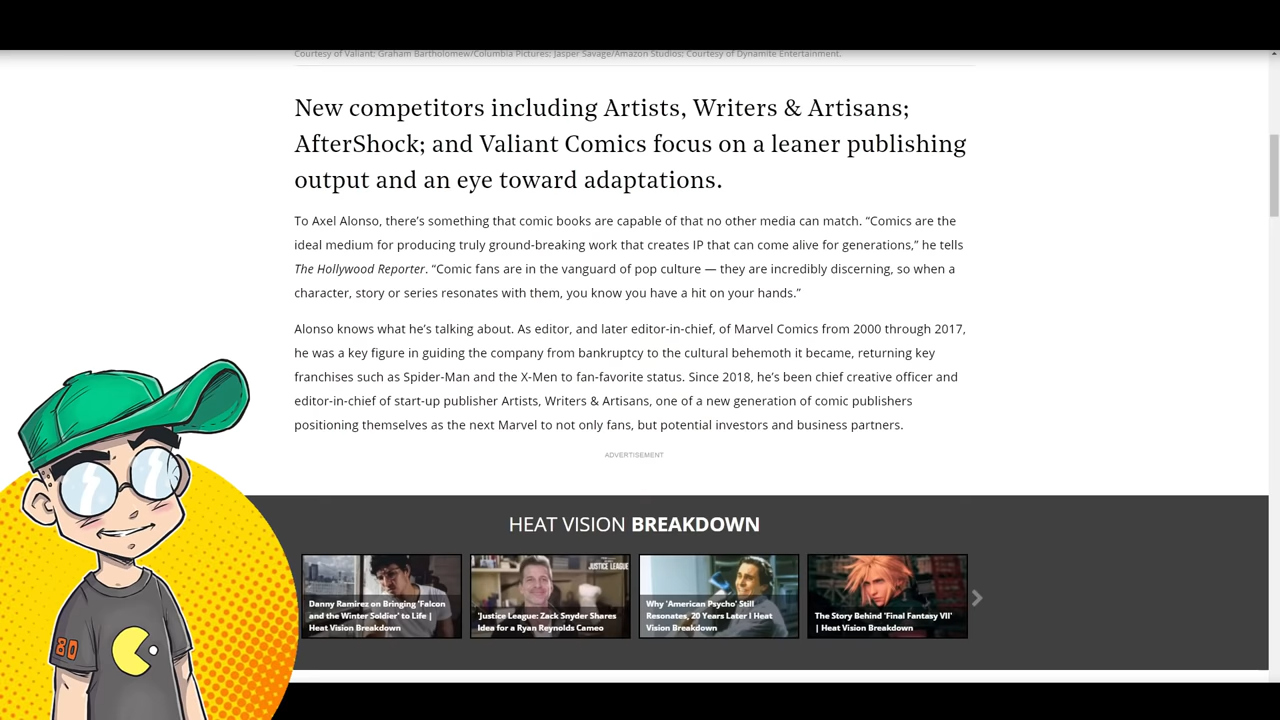 Courtesy of Valiant; Graham Bartholomew/Columbia Pictures; Jasper Savage/Amazon Studios; Courtesy of Dynamite Entertainment.
New competitors including Artists, Writers & Artisans;
AfterShock; and Valiant Comics focus on a leaner publishing
output and an eye toward adaptations.
To Axel Alonso, there’s something that comic books are capable of that no other media can match. “Comics are the
ideal medium for producing truly ground-breaking work that creates IP that can come alive for generations,” he tells
The Hollywood Reporter. “Comic fans are in the vanguard of pop culture — they are incredibly discerning, so when a
character, story or series resonates with them, you know you have a hit on your hands.”
Alonso knows what he’s talking about. As editor, and later editor-in-chief, of Marvel Comics from 2000 through 2017,
he was a key figure in guiding the company from bankruptcy to the cultural behemoth it became, returning key
franchises such as Spider-Man and the X-Men to fan-favorite status. Since 2018, he’s been chief creative officer and
editor-in-chief of start-up publisher Artists, Writers & Artisans, one of a new generation of comic publishers
positioning themselves as the next Marvel to not only fans, but potential investors and business partners.
ADVERTISEMENT
HEAT VISION BREAKDOWN
Danny Ramirez on Bringing 'Falcon
and the Winter Soldier' to Life |
Heat Vision Breakdown
JUSTICE LEAGUE
'Justice League: Zack Snyder Shares
Idea for a Ryan Reynolds Cameo
Why 'American Psycho' Still
Resonates, 20 Years Later I Heat
Vision Breakdown
The Story Behind 'Final Fantasy VII'
| Heat Vision Breakdown
80